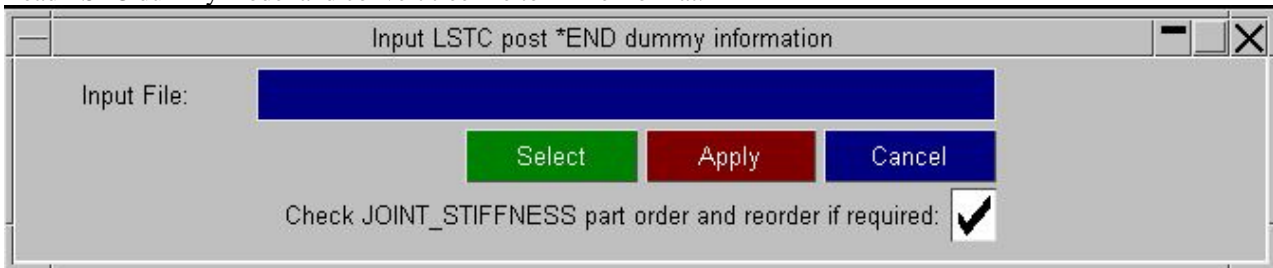 Input LSTC post *END dummy information
Input File:
Select Apply Cancel
Check JOINT_STIFFNESS part order and reorder if required: